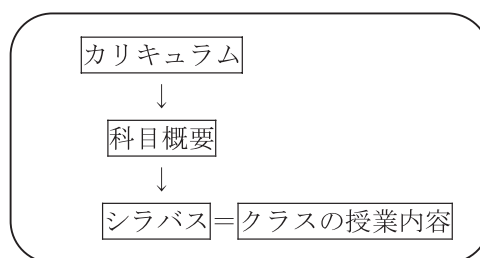 カリキュラム
↓
科目概要
↓
シラバス＝クラスの授業内容